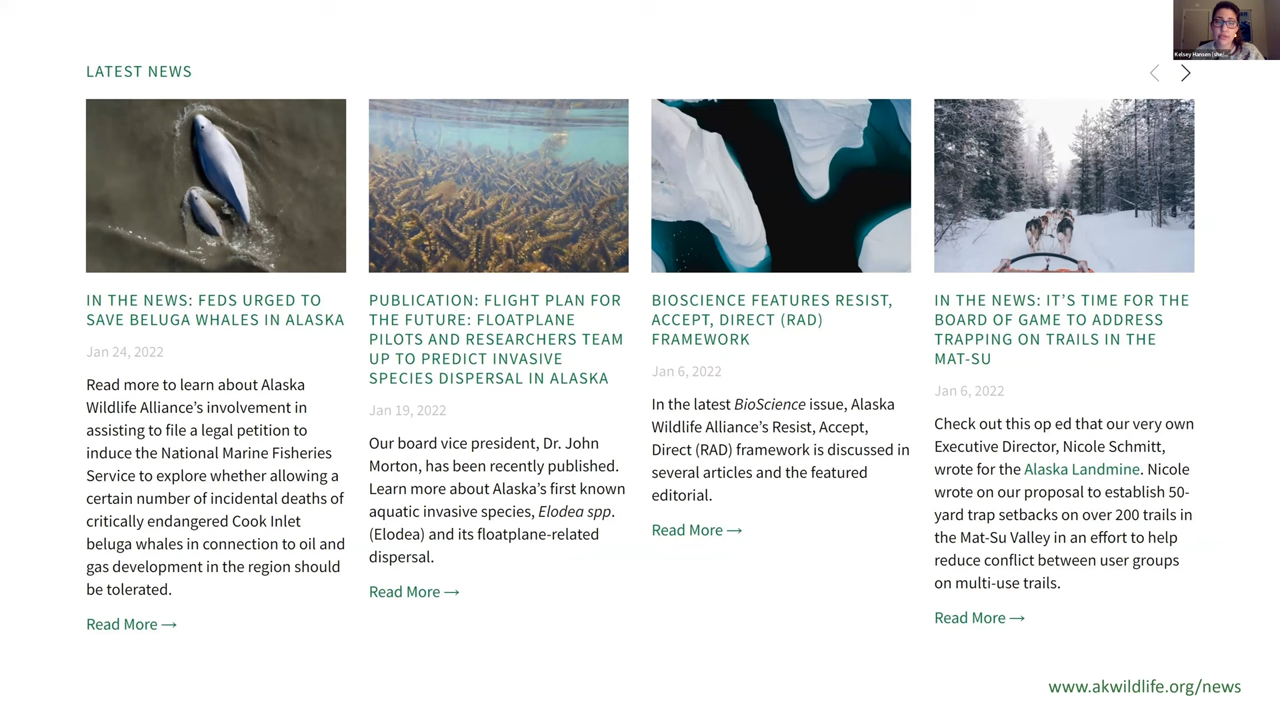 Kelsey Hansen (she/...
LATEST NEWS
IN THE NEWS: FEDS URGED TO
SAVE BELUGA WHALES IN ALASKA
Jan 24, 2022
Read more to learn about Alaska
Wildlife Alliance’s involvement in
assisting to file a legal petition to
induce the National Marine Fisheries
Service to explore whether allowing a
certain number of incidental deaths of
critically endangered Cook Inlet
beluga whales in connection to oil and
gas development in the region should
be tolerated.
Read More →
PUBLICATION: FLIGHT PLAN FOR
THE FUTURE: FLOATPLANE
PILOTS AND RESEARCHERS TEAM
UP TO PREDICT INVASIVE
SPECIES DISPERSAL IN ALASKA
Jan 19, 2022
Our board vice president, Dr. John
Morton, has been recently published.
Learn more about Alaska’s first known
aquatic invasive species, Elodea spp.
(Elodea) and its floatplane-related
dispersal.
Read More →
BIOSCIENCE FEATURES RESIST,
ACCEPT, DIRECT (RAD)
FRAMEWORK
Jan 6, 2022
In the latest BioScience issue, Alaska
Wildlife Alliance’s Resist, Accept,
Direct (RAD) framework is discussed in
several articles and the featured
editorial.
Read More →
IN THE NEWS: IT’S TIME FOR THE
BOARD OF GAME TO ADDRESS
TRAPPING ON TRAILS IN THE
MAT-SU
Jan 6, 2022
Check out this op ed that our very own
Executive Director, Nicole Schmitt,
wrote for the Alaska Landmine. Nicole
wrote on our proposal to establish 50-
yard trap setbacks on over 200 trails in
the Mat-Su Valley in an effort to help
reduce conflict between user groups
on multi-use trails.
Read More →
www.akwildlife.org/news